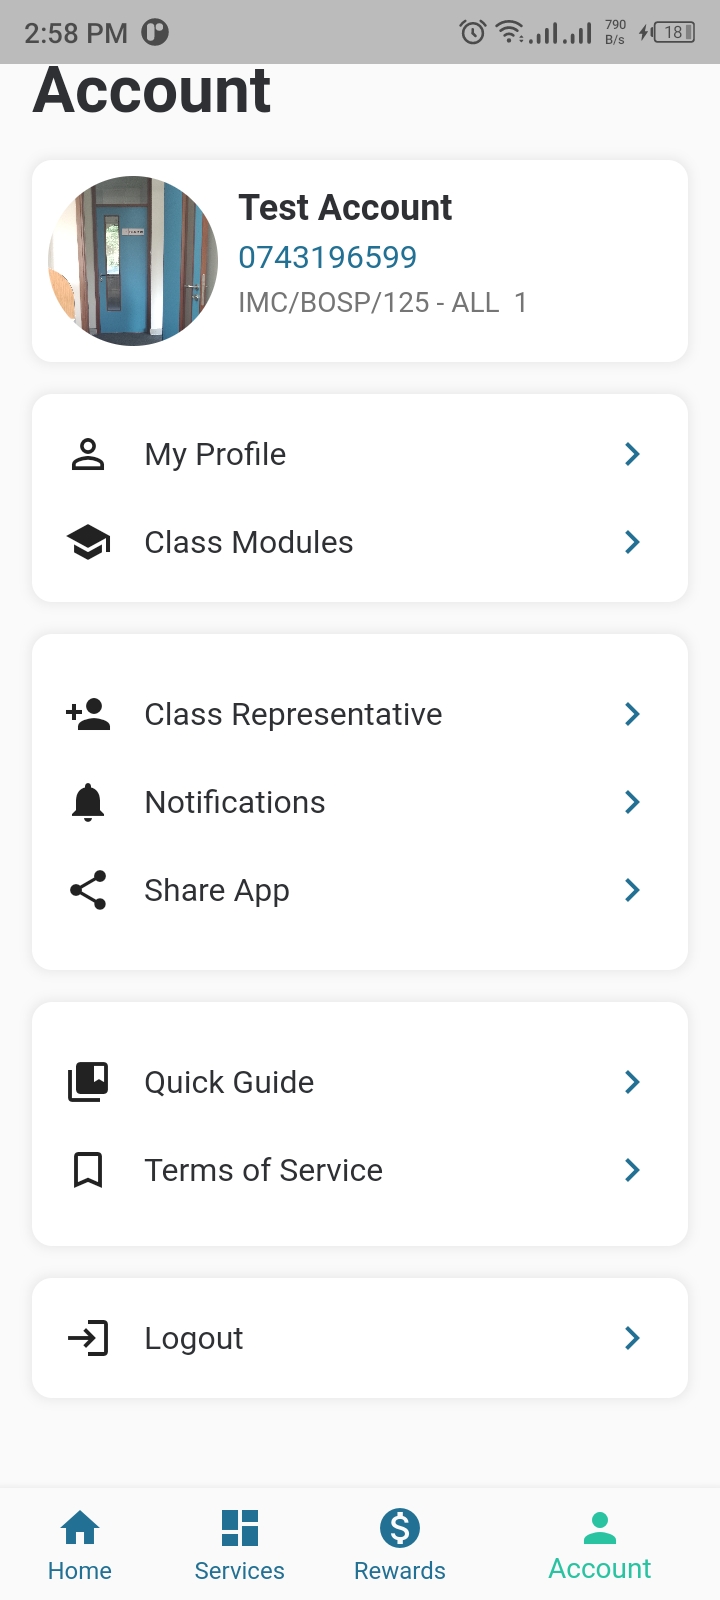 2:58 PM
790
B/s
18
Account
Test Account
0743196599
IMC/BOSP/125 - ALL 1
My Profile
Class Modules
Class Representative
Notifications
Share App
Quick Guide
Terms of Service
Logout
Home
Services
Rewards
Account